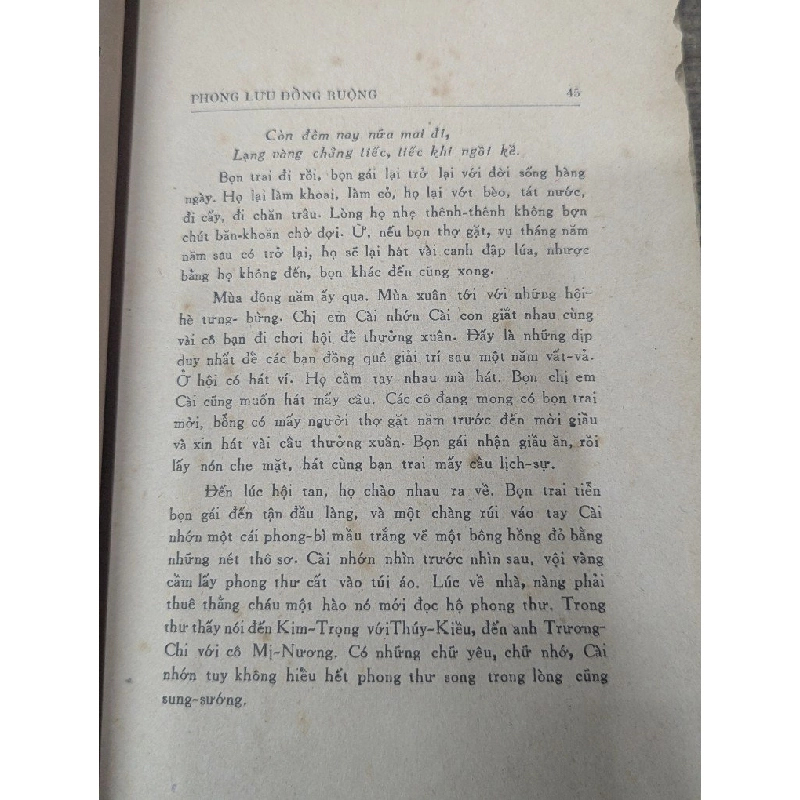 PHONG LƯU ĐỒNG RUỘNG 45
Còn đêm nay nữa mai đi,
Lạng vàng chẳng tiếc, tiếc khi ngồi kề.
Bọn trai đi rồi, bọn gái lại trở lại với đời sống hàng
ngày. Họ lại làm khoai, làm cỏ, họ lại vớt bèo, tát nước,
đi cấy, đi chăn trâu. Lòng họ nhẹ thênh-thênh không bợn
chút băn-khoăn chờ đợi. Ừ, nếu bọn thợ gặt, vụ tháng năm
năm sau có trở lại, họ sẽ lại hát vài canh đập lúa, nhược
bằng họ không đến, bọn khác đến cũng xong.
Mùa đông năm ấy qua. Mùa xuân tới với những hội
hè tưng- bừng. Chị em Cài nhớn Cài con giắt nhau cùng
vài cô bạn đi chơi hội để thưởng xuân. Đấy là những dịp
duy nhất để các bạn đồng quê giải trí sau một năm vất-vả.
Ở hội có hát ví. Họ cầm tay nhau mà hát. Bọn chị em
Cài cũng muốn hát mấy câu. Các cô đang mong có bọn trai
mời, bỗng có mấy người thợ gặt năm trước đến mời giầu
và xin hát vài câu thưởng xuân. Bọn gái nhận giầu ăn, rồi
lấy nón che mặt, hát cùng bạn trai mấy câu lịch-sự.
Đến lúc hội tan, họ chào nhau ra về. Bọn trai tiễn
bọn gái đến tận đầu làng, và một chàng rúi vào tay Cài
nhớn một cái phong-bì mầu trắng vẽ một bông hồng đỏ bằng
những nét thô sơ. Cài nhớn nhìn trước nhìn sau, vội vàng
cầm lấy phong thư cất vào túi áo. Lúc về nhà, nàng phải
thuê thằng cháu một hào nó mới đọc hộ phong thư. Trong
thư thấy nói đến Kim-Trọng với Thúy-Kiều, đến anh Trương-
Chi với cô Mị-Nương. Có những chữ yêu, chữ nhớ, Cài
nhớn tuy không hiểu hết phong thư song trong lòng cũng
sung-sướng.